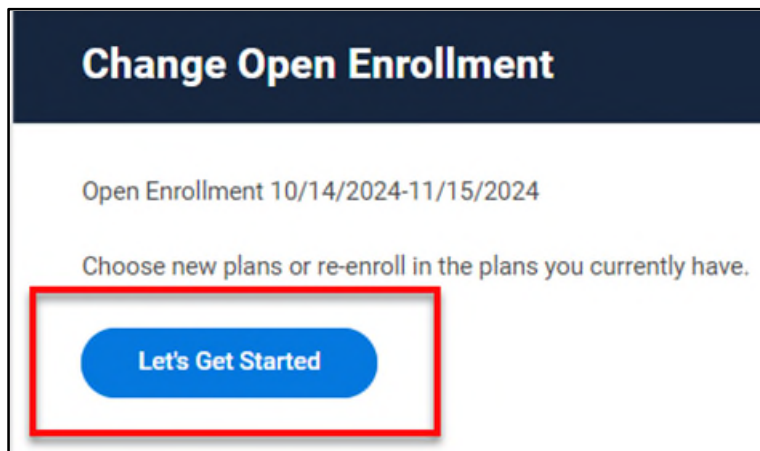 Change Open Enrollment
Open Enrollment 10/14/2024-11/15/2024
Choose new plans or re-enroll in the plans you currently have.
Let's Get Started